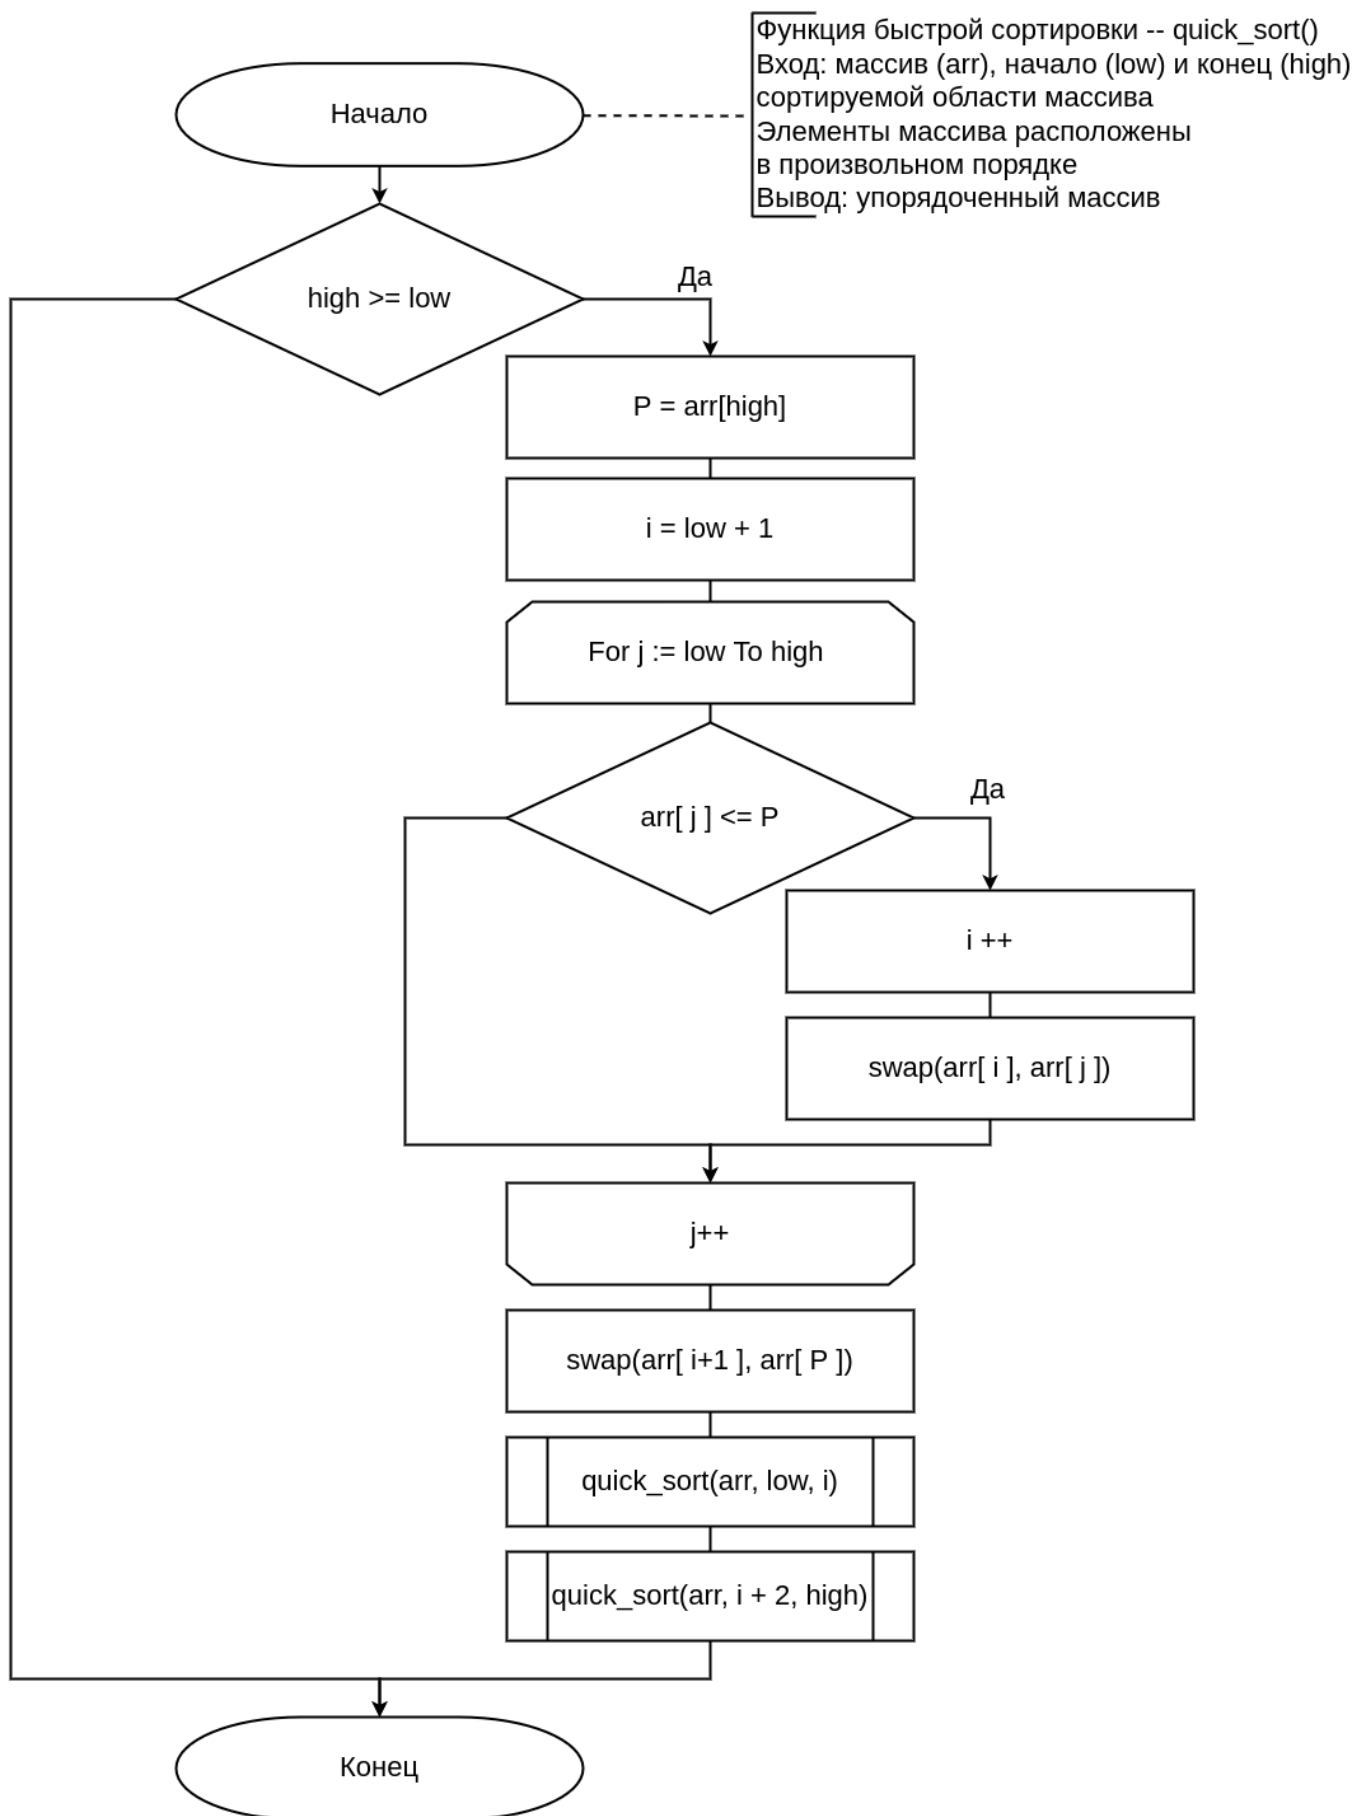 Функция быстрой сортировки -- quick_sort()
Вход: массив (arr), начало (low) и конец (high)
сортируемой области массива
Элементы массива расположены
в произвольном порядке
Вывод: упорядоченный массив
Начало
high >= low
Да
P = arr[high]
i = low + 1
For j := low To high
arr[ j ] <= P
Да
i ++
swap(arr[ i ], arr[ j ])
j++
swap(arr[ i+1 ], arr[ P ])
quick_sort(arr, low, i)
quick_sort(arr, i + 2, high)
Конец